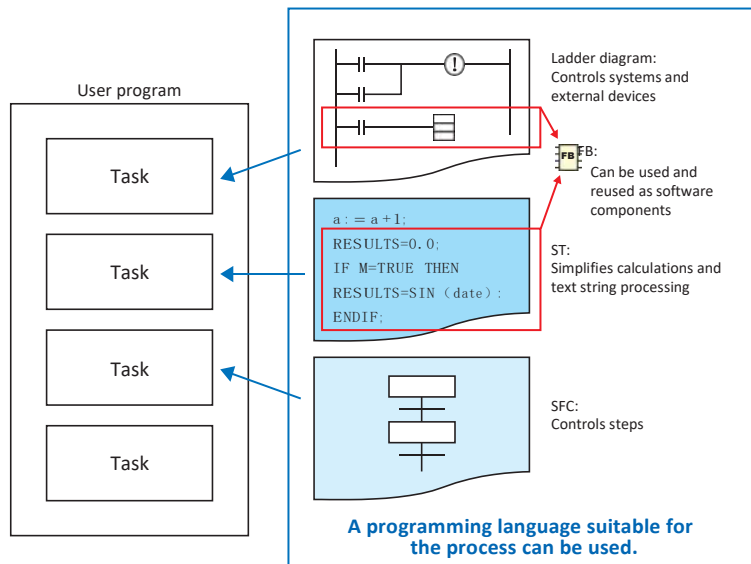 User program
Task
Task
Task
Task
Ladder diagram:
Controls systems and
external devices
FB
FB:
Can be used and
reused as software
components
a:=a+1;
RESULTS=0.0;
IF M=TRUE THEN
RESULTS=SIN (date):
ENDIF;
ST:
Simplifies calculations and
text string processing
SFC:
Controls steps
A programming language suitable for
the process can be used.